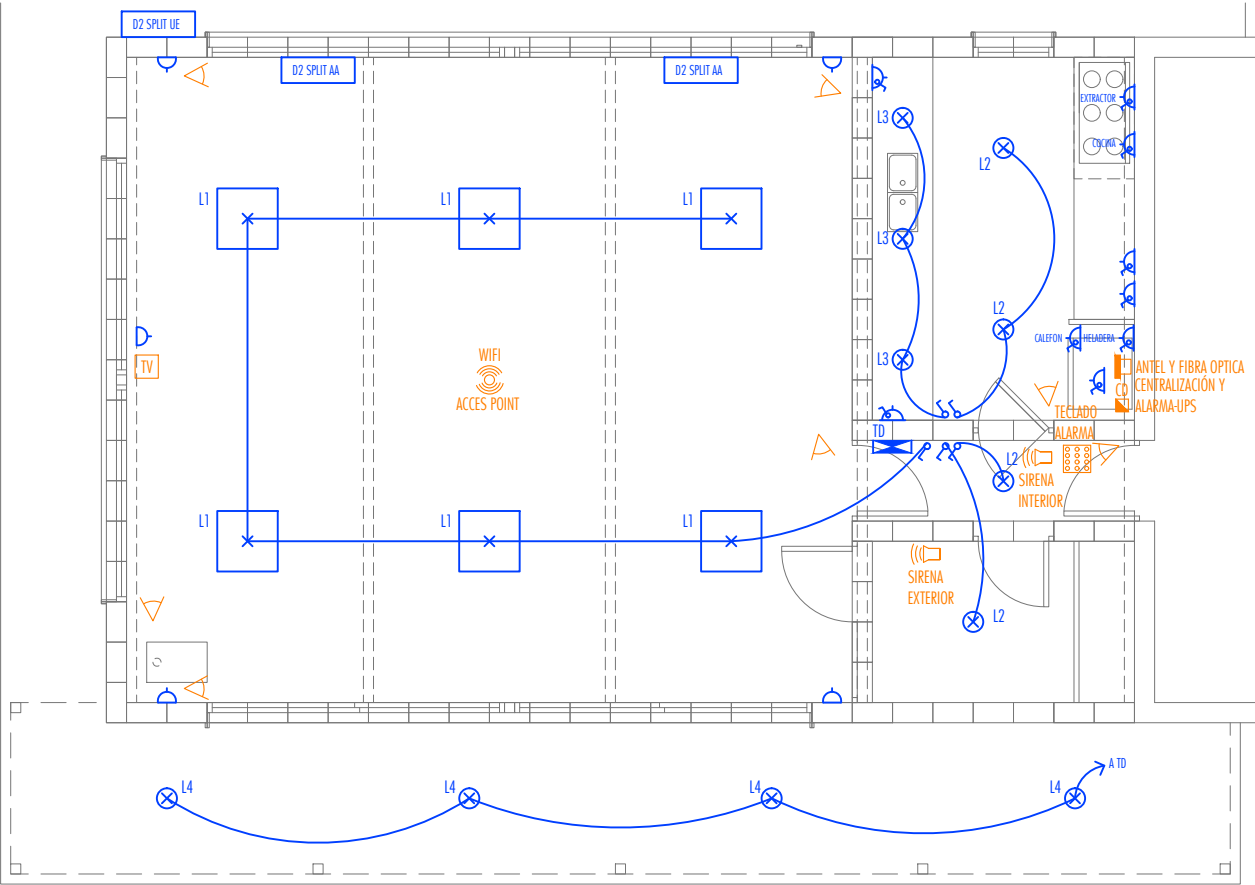 D2 SPLIT UE
D2 SPLIT AA
D2 SPLIT AA
EXTRACTOR
L3
COCINA
L2
L1
L1
L1
L3
L2
CALEFON
HELADERA
WIFI
ACCES POINT
TV
L3
ANTEL Y FIBRA OPTICA
CD
CENTRALIZACIÓN Y
ALARMA-UPS
TECLADO
ALARMA
TD
L2
SIRENA
INTERIOR
L1
L1
L1
SIRENA
EXTERIOR
L2
A TD
L4
L4
L4
L4